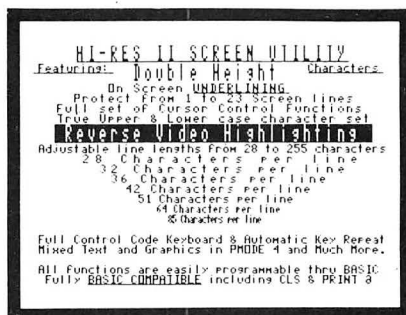 HI-RES II SCREEN UTILITY
Featuring: Double Height Characters
On Screen UNDERLINING
Protect from 1 to 23 Screen lines
Full set of Cursor Control Functions
True Upper & Lower case character set
Reverse Video Highlighting
Adjustable line lengths from 28 to 255 characters
28 Characters per line
32 Characters per line
36 Characters per line
42 Characters per line
51 Characters per line
64 Characters per line
85 Characters per line
Full Control Code Keyboard & Automatic Key Repeat
Mixed Text and Graphics in PMODE 4 and Much More.
All functions are easily programmable thru BASIC
Fully BASIC COMPATIBLE including CLS & PRINT @